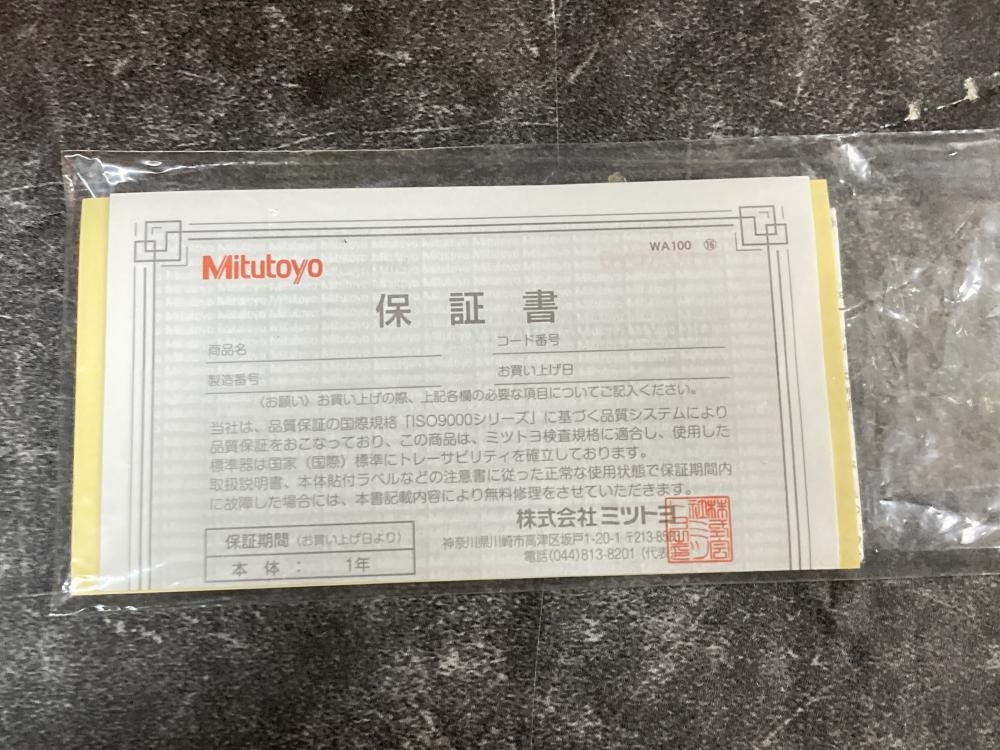 WA100 ⑯
Mitutoyo
保証書
商品名
コード番号
製造番号
お買い上げ日
〈お願い〉お買い上げの際、上記各欄の必要な項目についてご記入ください。
当社は、品質保証の国際規格「ISO9000シリーズ」に基づく品質システムにより
品質保証をおこなっており、この商品は、ミツトヨ検査規格に適合し、使用した
標準器は国家（国際）標準にトレーサビリティを確立しております。
取扱説明書、本体貼付ラベルなどの注意書に従った正常な使用状態で保証期間内
に故障した場合には、本書記載内容により無料修理をさせていただきます。
株式会社 ミツトヨ
神奈川県川崎市高津区坂戸1-20-1 〒213-85
電話(044)813-8201 (代表
保証期間（お買い上げ日より）
本体： 1年